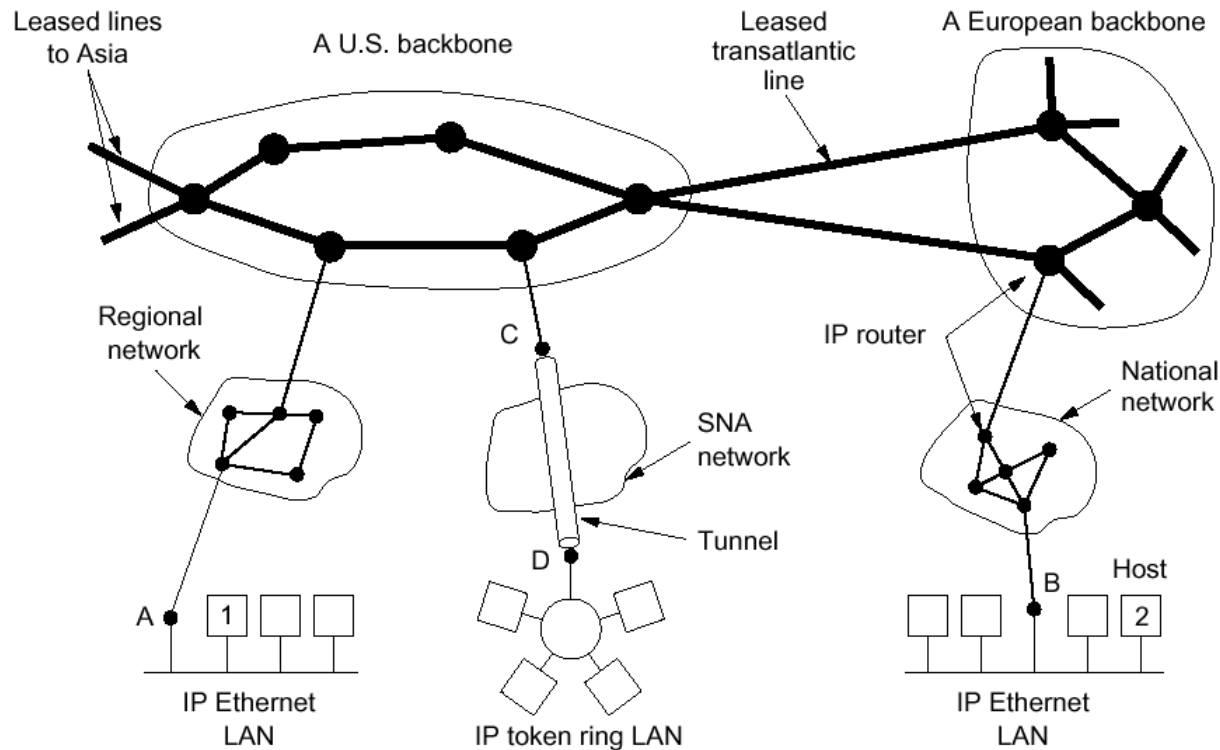 Leased lines
to Asia
A U.S. backbone
Leased
transatlantic
line
A European backbone
Regional
network
C
SNA
network
Tunnel
D
IP router
National
network
A
1
B
Host
2
IP Ethernet
LAN
IP token ring LAN
IP Ethernet
LAN